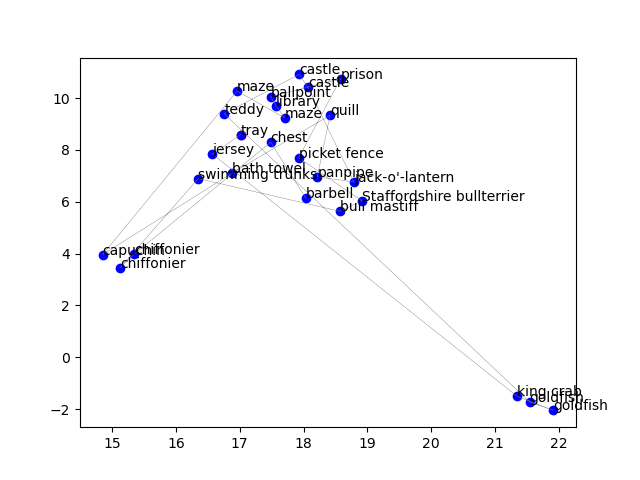 castle
prison
castle
maze
ballpoint
library
teddy
maze
quill
tray
chest
jersey
picket fence
bath towel
swimming trunks
panpipe
jack-o'-lantern
barbell
Staffordshire bullterrier
bull mastiff
capuchin
chiffonier
chiffonier
king crab
goldfish
goldfish
10
8
6
4
2
0
−2
15 16 17 18 19 20 21 22